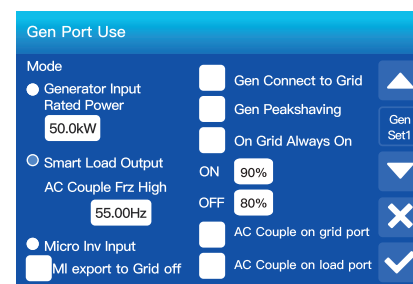 Gen Port Use
Mode
Generator Input
Rated Power
50.0kW
Smart Load Output
AC Couple Frz High
55.00Hz
Micro Inv Input
MI export to Grid off
Gen Connect to Grid
Gen Peakshaving
On Grid Always On
ON 90%
OFF 80%
AC Couple on grid port
AC Couple on load port
Gen
Set1